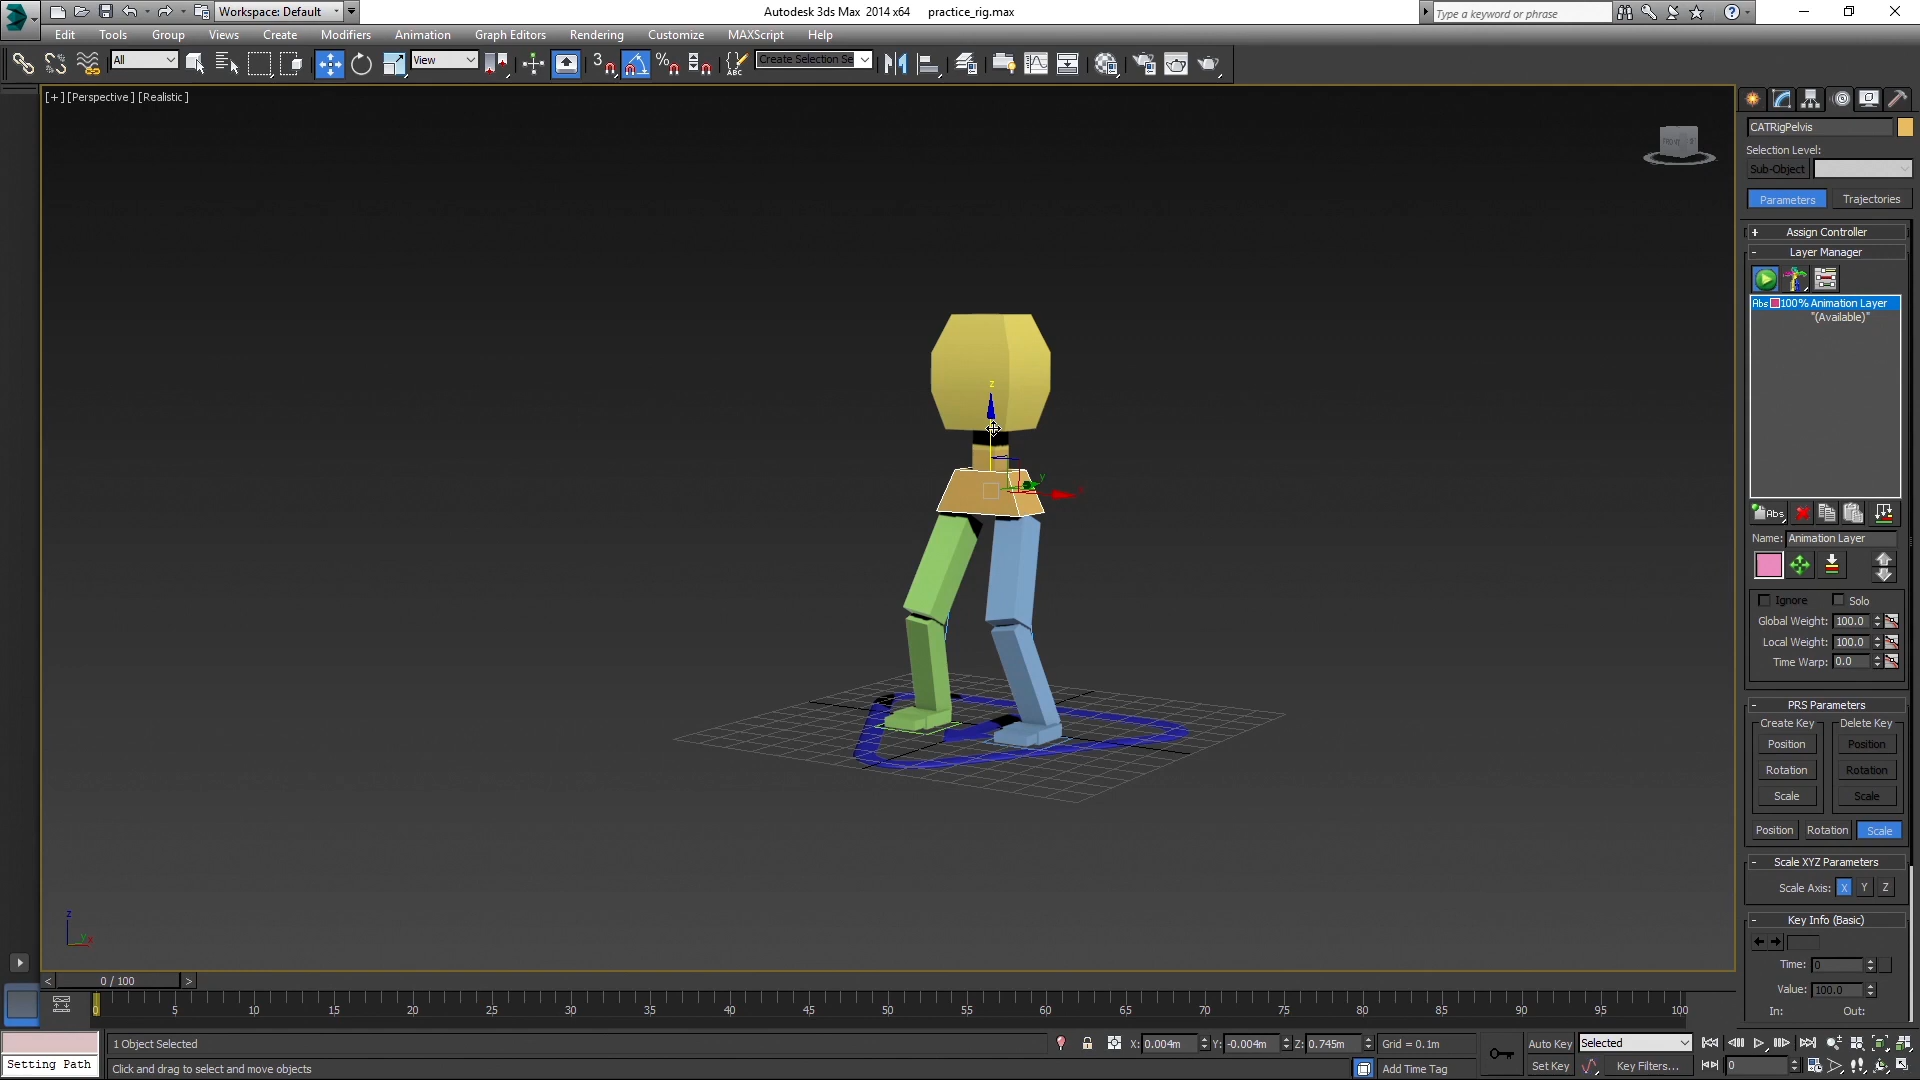 Workspace: Default
Autodesk 3ds Max 2014 x64 practice_rig.max
Type a keyword or phrase
Edit Tools Group Views Create Modifiers Animation Graph Editors Rendering Customize MAXScript Help
All
View
3
%
ABC
Create Selection Se
[+] [Perspective] [Realistic]
CATRigPelvis
Selection Level:
Sub-Object
Parameters Trajectories
+ Assign Controller
- Layer Manager
Abs 100% Animation Layer
"(Available)"
Abs
Name: Animation Layer
Ignore Solo
Global Weight: 100.0
Local Weight: 100.0
Time Warp: 0.0
- PRS Parameters
Create Key Delete Key
Position Position
Rotation Rotation
Scale Scale
Position Rotation Scale
- Scale XYZ Parameters
Scale Axis: X Y Z
- Key Info (Basic)
Time: 0
Value: 100.0
In: Out:
z
y
x
z
y x
< 0 / 100 >
0 5 10 15 20 25 30 35 40 45 50 55 60 65 70 75 80 85 90 95 100
1 Object Selected
X: 0.004m Y: -0.004m Z: 0.745m Grid = 0.1m
Auto Key Selected
Setting Path
Click and drag to select and move objects
Add Time Tag
Set Key Key Filters... 0